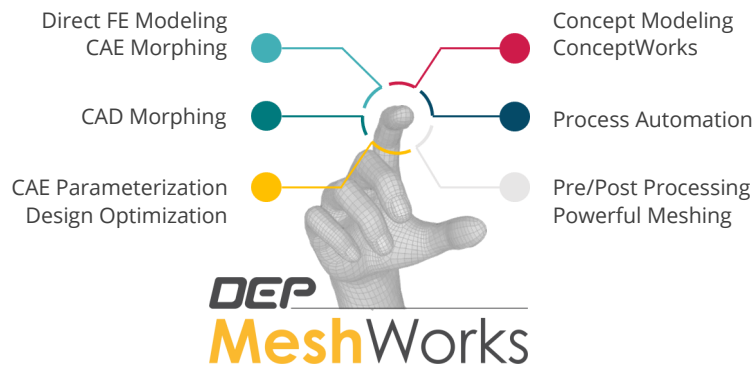 Direct FE Modeling
CAE Morphing
CAD Morphing
CAE Parameterization
Design Optimization
Concept Modeling
ConceptWorks
Process Automation
Pre/Post Processing
Powerful Meshing
DEP
MeshWorks